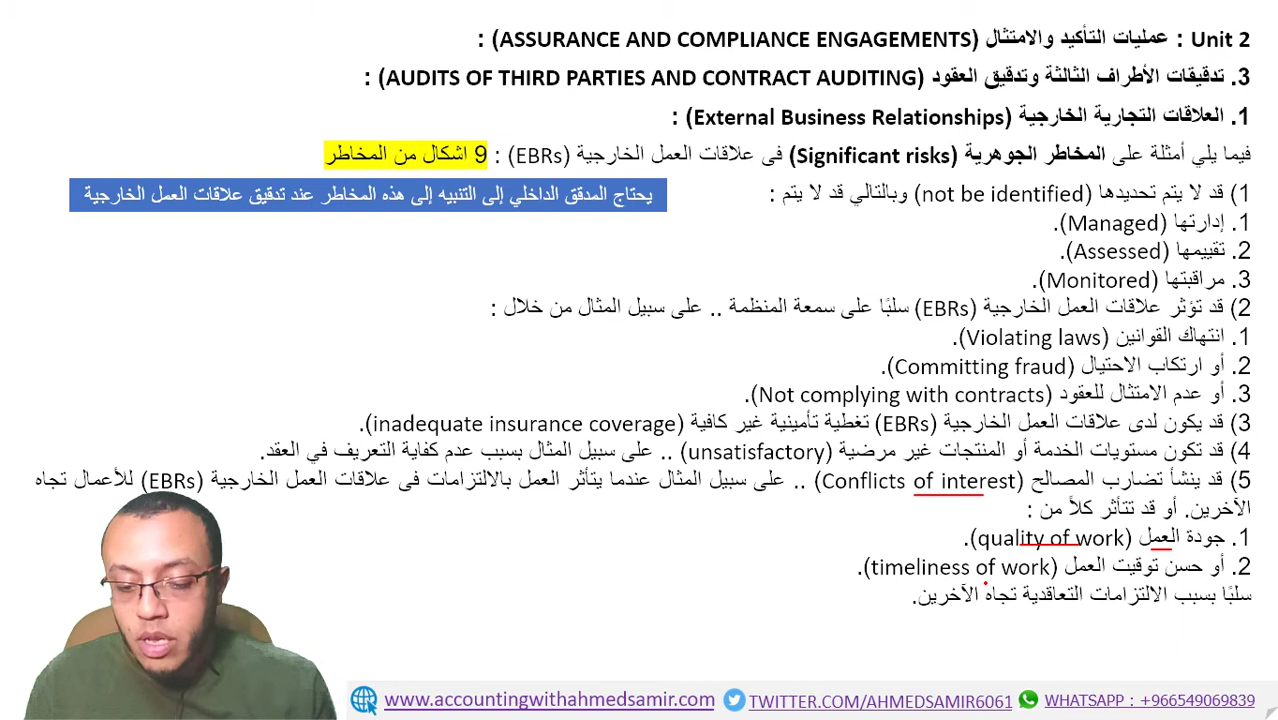 Unit 2 : عمليات التأكيد والامتثال (ASSURANCE AND COMPLIANCE ENGAGEMENTS) :
3. تدقيقات الأطراف الثالثة وتدقيق العقود (AUDITS OF THIRD PARTIES AND CONTRACT AUDITING) :
1. العلاقات التجارية الخارجية (External Business Relationships) :
فيما يلي أمثلة على المخاطر الجوهرية (Significant risks) فى علاقات العمل الخارجية (EBRs) : 9 اشكال من المخاطر
1) قد لا يتم تحديدها (not be identified) وبالتالي قد لا يتم :
يحتاج المدقق الداخلي إلى التنبيه إلى هذه المخاطر عند تدقيق علاقات العمل الخارجية
1. إدارتها (Managed).
2. تقييمها (Assessed).
3. مراقبتها (Monitored).
2) قد تؤثر علاقات العمل الخارجية (EBRs) سلبًا على سمعة المنظمة .. على سبيل المثال من خلال :
1. انتهاك القوانين (Violating laws).
2. أو ارتكاب الاحتيال (Committing fraud).
3. أو عدم الامتثال للعقود (Not complying with contracts).
3) قد يكون لدى علاقات العمل الخارجية (EBRs) تغطية تأمينية غير كافية (inadequate insurance coverage).
4) قد تكون مستويات الخدمة أو المنتجات غير مرضية (unsatisfactory) .. على سبيل المثال بسبب عدم كفاية التعريف في العقد.
5) قد ينشأ تضارب المصالح (Conflicts of interest) .. على سبيل المثال عندما يتأثر العمل بالالتزامات فى علاقات العمل الخارجية (EBRs) للأعمال تجاه
الآخرين. أو قد تتأثر كلاً من :
1. جودة العمل (quality of work).
2. أو حسن توقيت العمل (timeliness of work).
سلبًا بسبب الالتزامات التعاقدية تجاه الآخرين.
www.accountingwithahmedsamir.com TWITTER.COM/AHMEDSAMIR6061 WHATSAPP : +966549069839